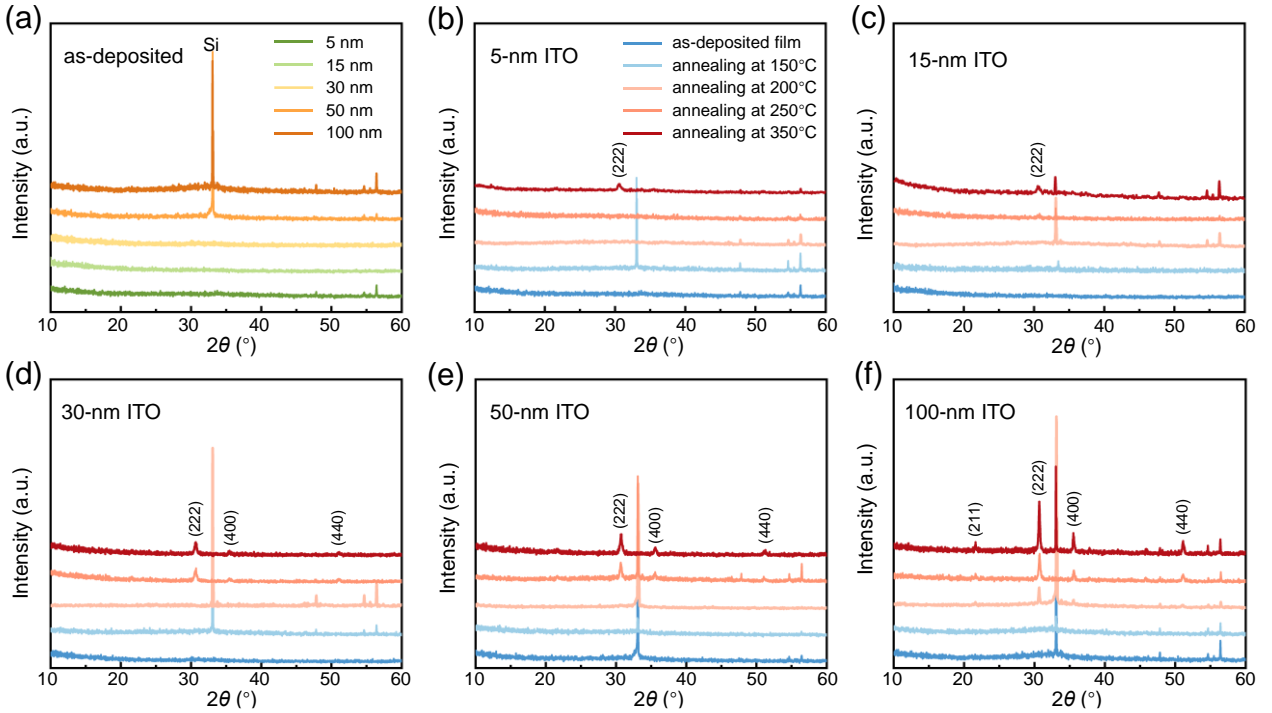 (a)
as-deposited
Si
5 nm
15 nm
30 nm
50 nm
100 nm
Intensity (a.u.)
10 20 30 40 50 60
2θ (°)
(b)
5-nm ITO
as-deposited film
annealing at 150°C
annealing at 200°C
annealing at 250°C
annealing at 350°C
(222)
Intensity (a.u.)
10 20 30 40 50 60
2θ (°)
(c)
15-nm ITO
(222)
Intensity (a.u.)
10 20 30 40 50 60
2θ (°)
(d)
30-nm ITO
(222) (400) (440)
Intensity (a.u.)
10 20 30 40 50 60
2θ (°)
(e)
50-nm ITO
(222) (400) (440)
Intensity (a.u.)
10 20 30 40 50 60
2θ (°)
(f)
100-nm ITO
(211) (222) (400) (440)
Intensity (a.u.)
10 20 30 40 50 60
2θ (°)